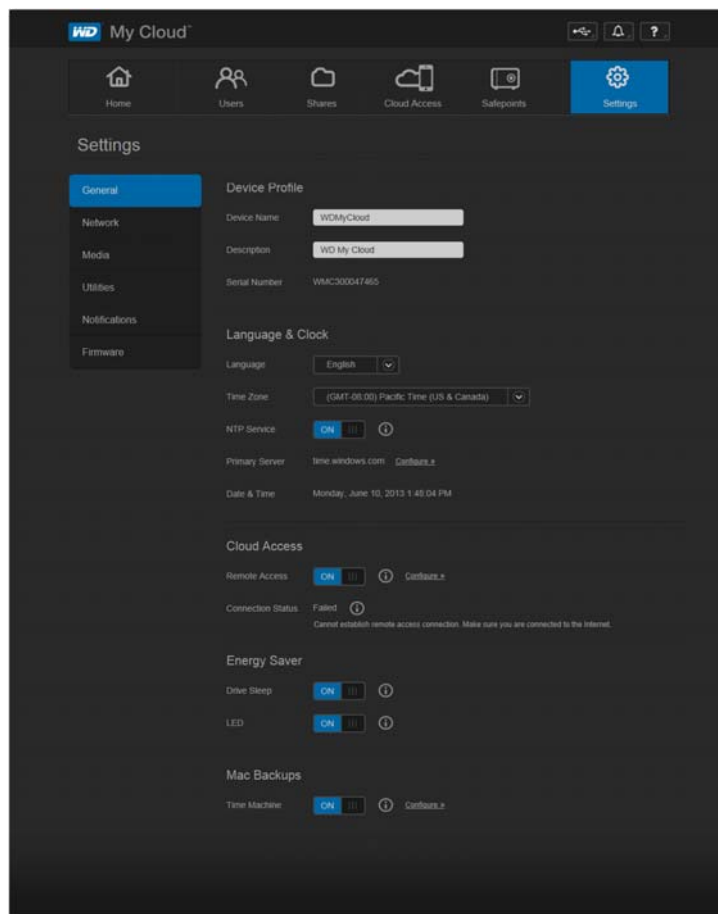 WD My Cloud™
?
Home
Users
Shares
Cloud Access
Safepoints
Settings
Settings
General
Network
Media
Utilities
Notifications
Firmware
Device Profile
Device Name WDMyCloud
Description WD My Cloud
Serial Number WMC300047465
Language & Clock
Language English
Time Zone (GMT-08:00) Pacific Time (US & Canada)
NTP Service ON
Primary Server time.windows.com Configure »
Date & Time Monday, June 10, 2013 1:48:04 PM
Cloud Access
Remote Access ON Configure »
Connection Status Failed
Cannot establish remote access connection. Make sure you are connected to the Internet.
Energy Saver
Drive Sleep ON
LED ON
Mac Backups
Time Machine ON Configure »